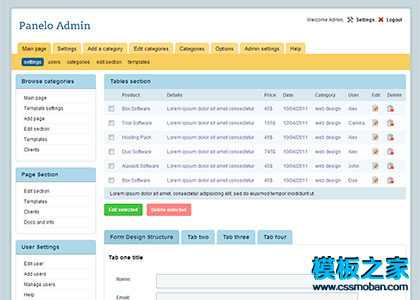 Panelo Admin
Welcome Admin, Settings Logout
Main page Settings Add a category Edit categories Categories Options Admin settings Help
settings users categories edit section templates
Browse categories
Main page
Template settings
Add page
Edit section
Templates
Clients
Page Section
Edit section
Templates
Clients
Docs and info
User Settings
Edit user
Add users
Manage users
Help
Tables section
Product Details Price Date Category User Edit Delete
Box Software Lorem ipsum dolor sit amet consectetur 45$ 10/04/2011 web design Alex
Trial Software Lorem ipsum dolor sit amet consectetur 155$ 10/04/2011 web design Carrina
Hosting Pack Lorem ipsum dolor sit amet consectetur 45$ 10/04/2011 web design Alex
Duo Software Lorem ipsum dolor sit amet consectetur 745$ 10/04/2011 web design Alex
Alavasoft Software Lorem ipsum dolor sit amet consectetur 45$ 10/04/2011 web design John
Box Software Lorem ipsum dolor sit amet consectetur 45$ 10/04/2011 web design Doe
Lorem ipsum dolor sit amet, consectetur adipisicing elit, sed do eiusmod tempor incididunt ut.
Edit selected Delete selected
Form Design Structure Tab two Tab three Tab four
Tab one title
Name:
Email:
模板之家
www.cssmoban.com